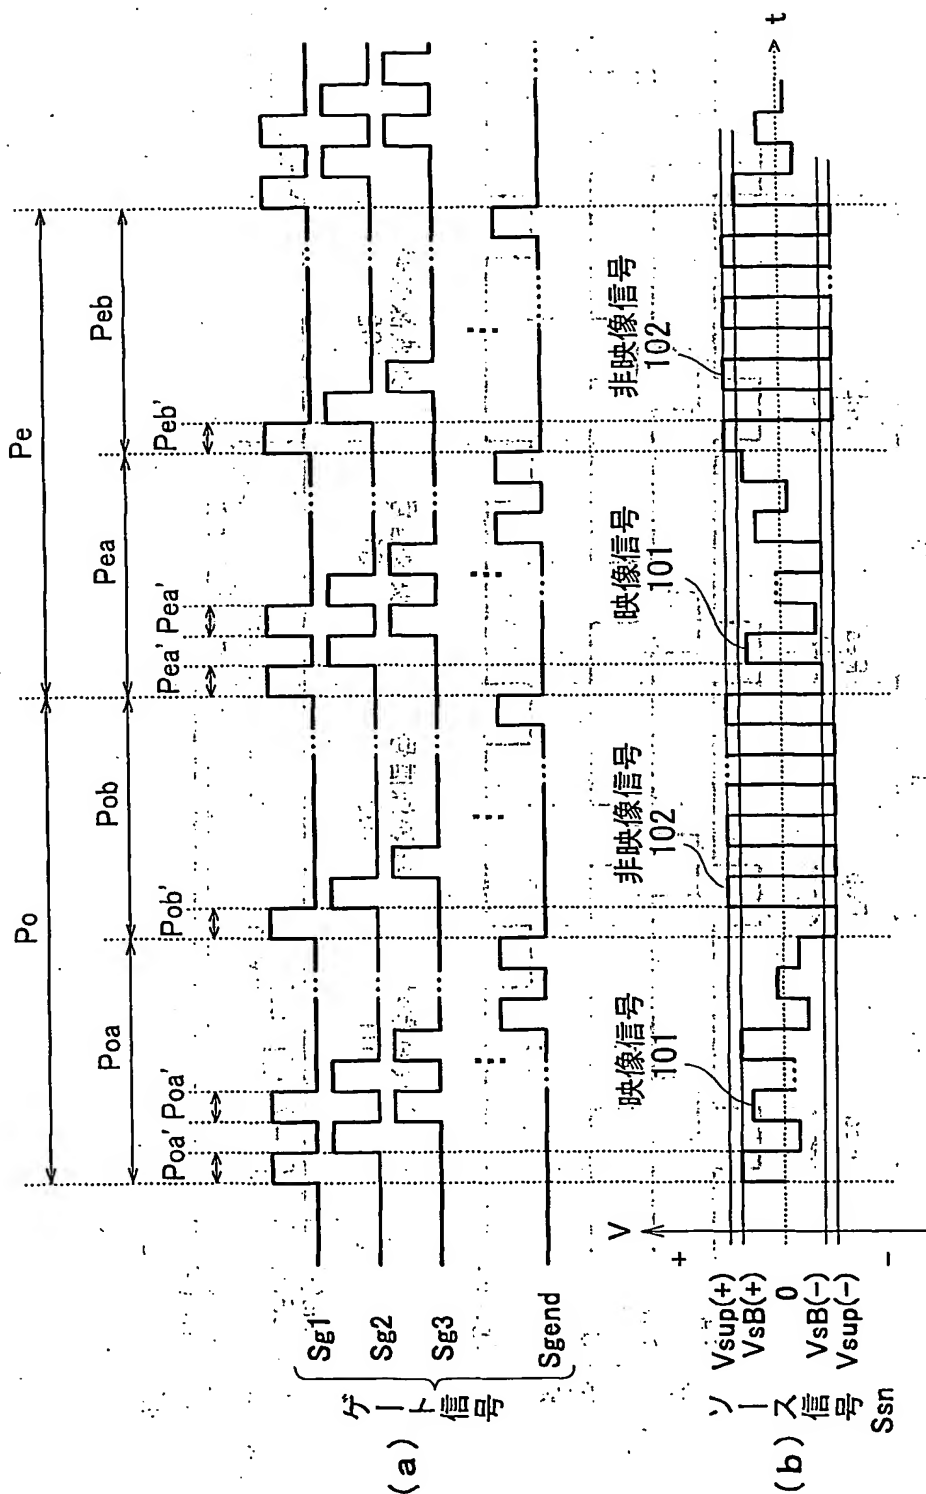 Po
Pe
Poa
Pob
Pea
Peb
Poa' Poa'
Pob'
Pea' Pea'
Peb'
(a)
ゲート信号
Sg1
Sg2
Sg3
Sgend
映像信号
101
非映像信号
102
映像信号
101
非映像信号
102
V
+
Vsup(+)
VsB(+)
0
VsB(-)
Vsup(-)
-
t
(b)
ソース信号
Ssn